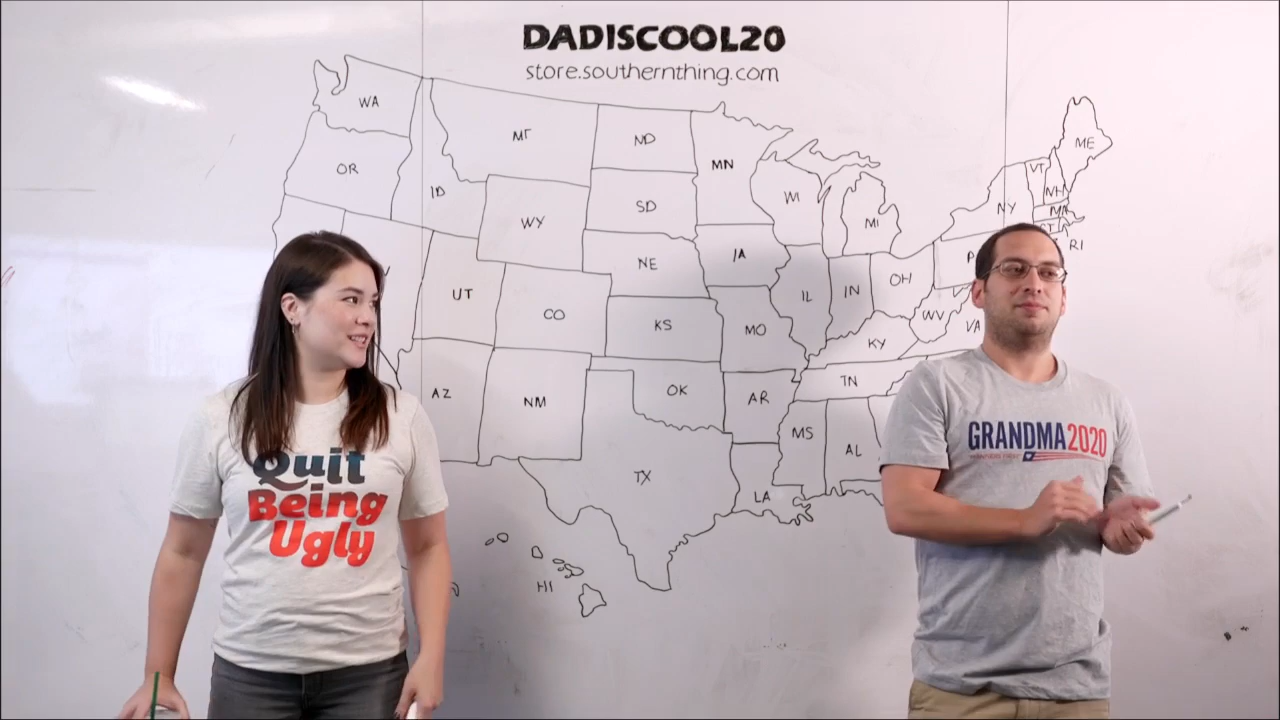 DADISCOOL20
store.southernthing.com
WA
MT
ND
MN
ME
OR
ID
SD
WI
MI
NY
VT
NH
MA
RI
WY
NE
IA
UT
CO
KS
MO
IL
IN
OH
WV
VA
KY
AZ
NM
OK
AR
TN
TX
LA
MS
AL
HI
Quit
Being
Ugly
GRANDMA2020